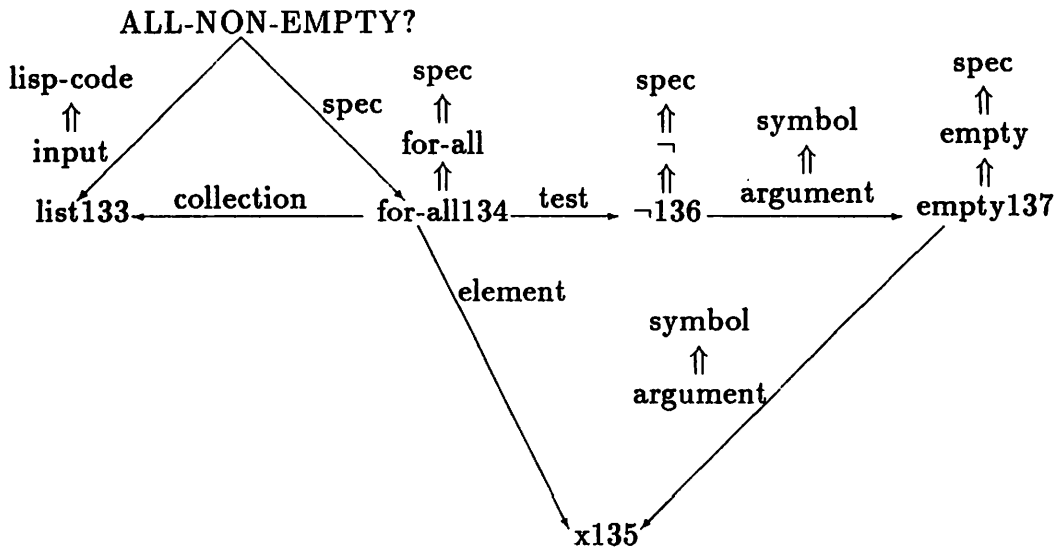 ALL-NON-EMPTY?
lisp-code
⇑
input
spec
spec
⇑
for-all
⇑
spec
⇑
¬
⇑
symbol
⇑
argument
spec
⇑
empty
⇑
list133
collection
for-all134
test
¬136
empty137
element
symbol
⇑
argument
x135